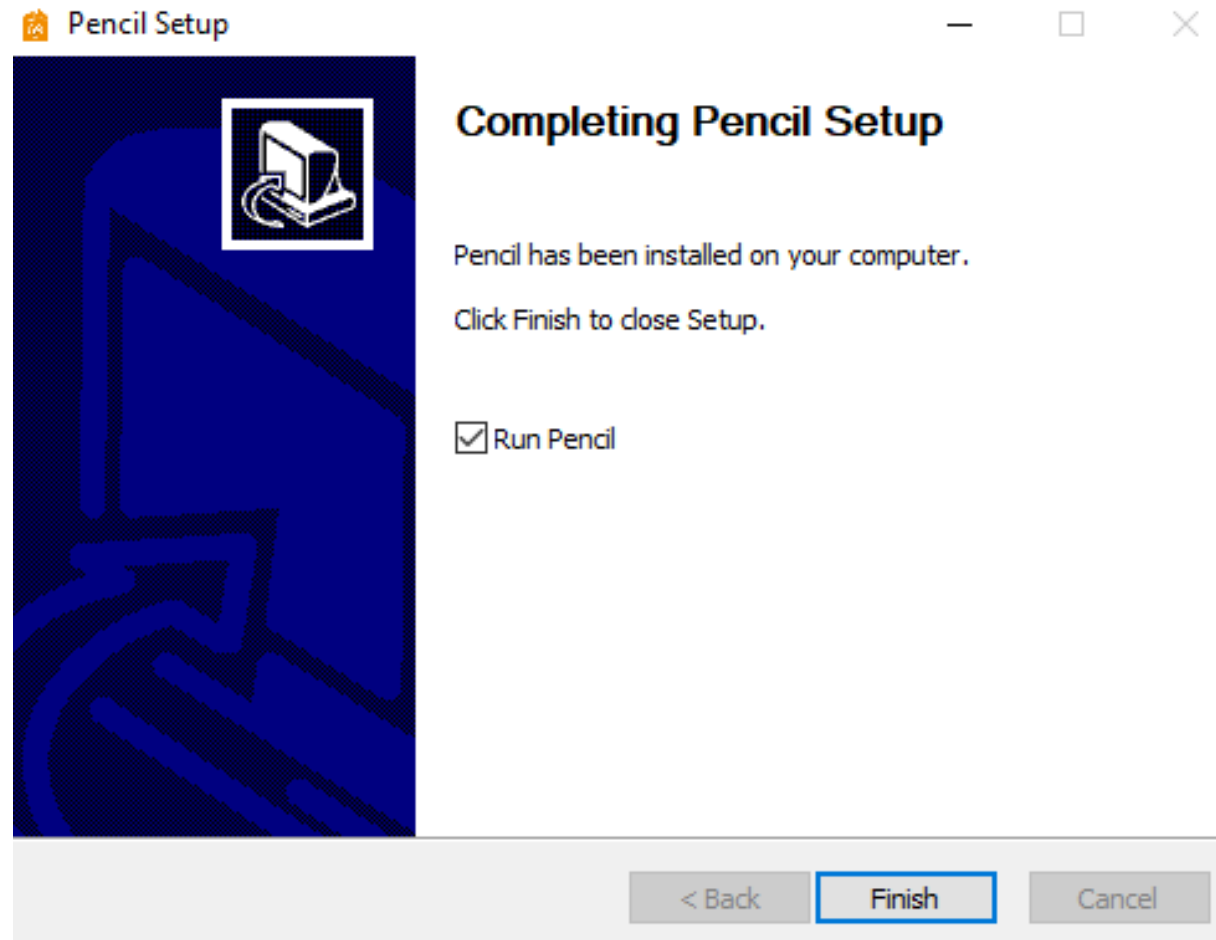 Pencil Setup
Completing Pencil Setup
Pencil has been installed on your computer.
Click Finish to close Setup.
Run Pencil
< Back Finish Cancel